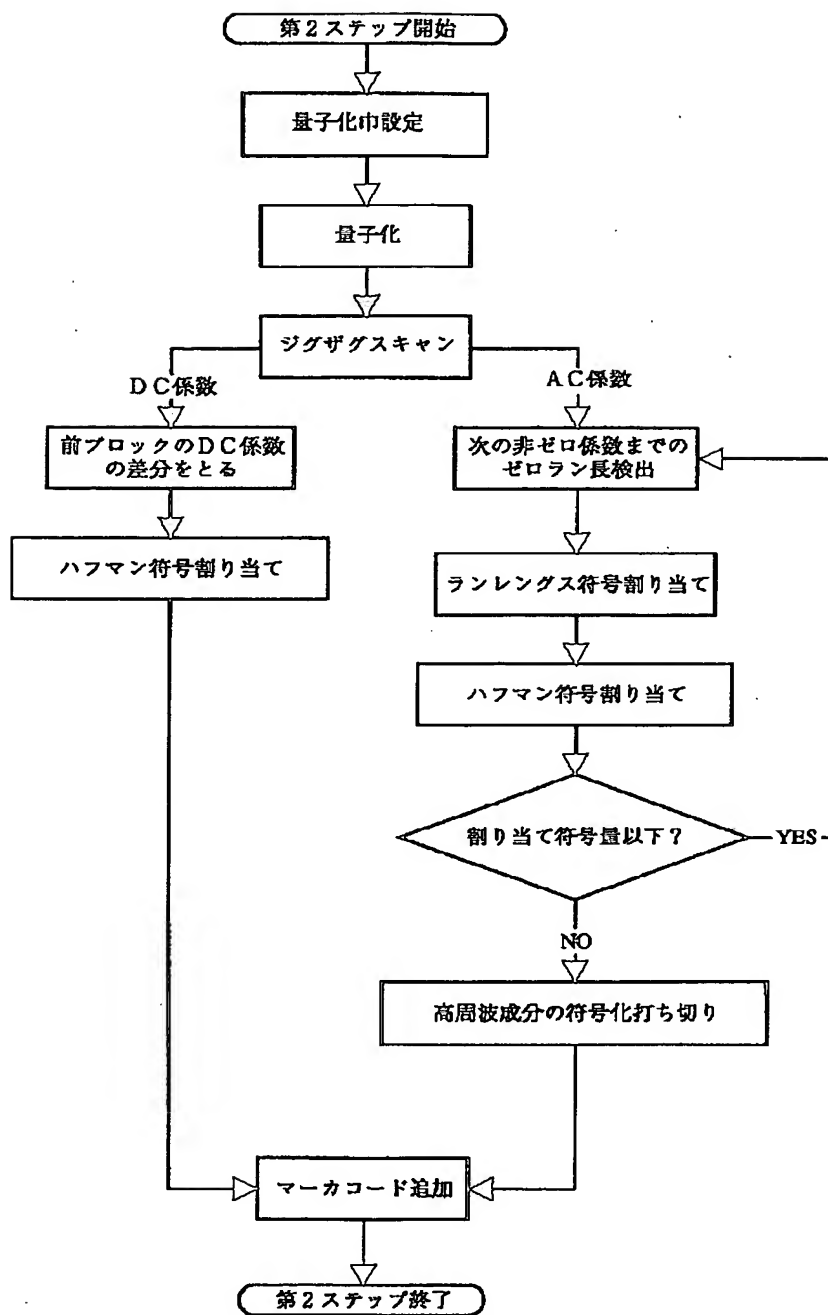 第2ステップ開始
量子化巾設定
量子化
ジグザグスキャン
DC係数
AC係数
前ブロックのDC係数
の差分をとる
ハフマン符号割り当て
次の非ゼロ係数までの
ゼロラン長検出
ランレングス符号割り当て
ハフマン符号割り当て
割り当て符号量以下?
YES
NO
高周波成分の符号化打ち切り
マーカコード追加
第2ステップ終了